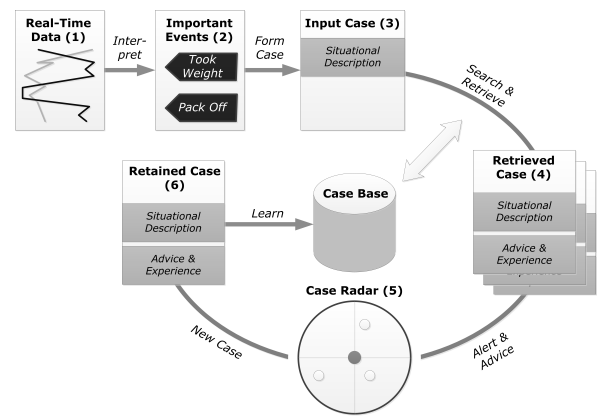 Real-Time
Data (1)
Inter-
pret
Important
Events (2)
Took
Weight
Pack Off
Form
Case
Input Case (3)
Situational
Description
Search &
Retrieve
Retrieved
Case (4)
Situational
Description
Advice &
Experience
Experience
Alert &
Advice
Case Radar (5)
New Case
Retained Case
(6)
Situational
Description
Advice &
Experience
Learn
Case Base